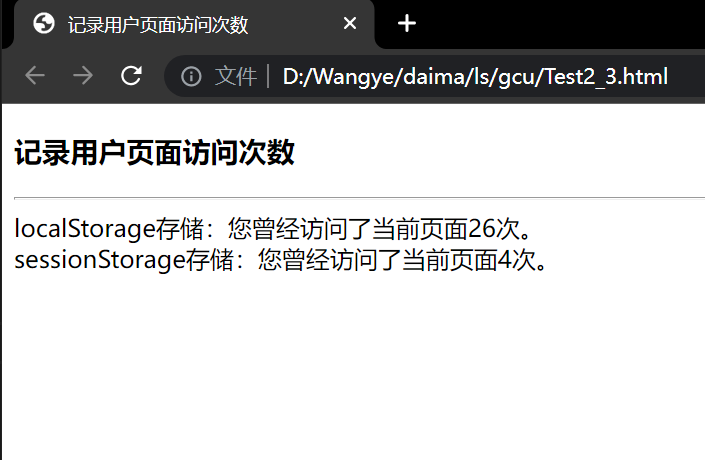 记录用户页面访问次数
文件 | D:/Wangye/daima/ls/gcu/Test2_3.html
记录用户页面访问次数
localStorage存储：您曾经访问了当前页面26次。
sessionStorage存储：您曾经访问了当前页面4次。